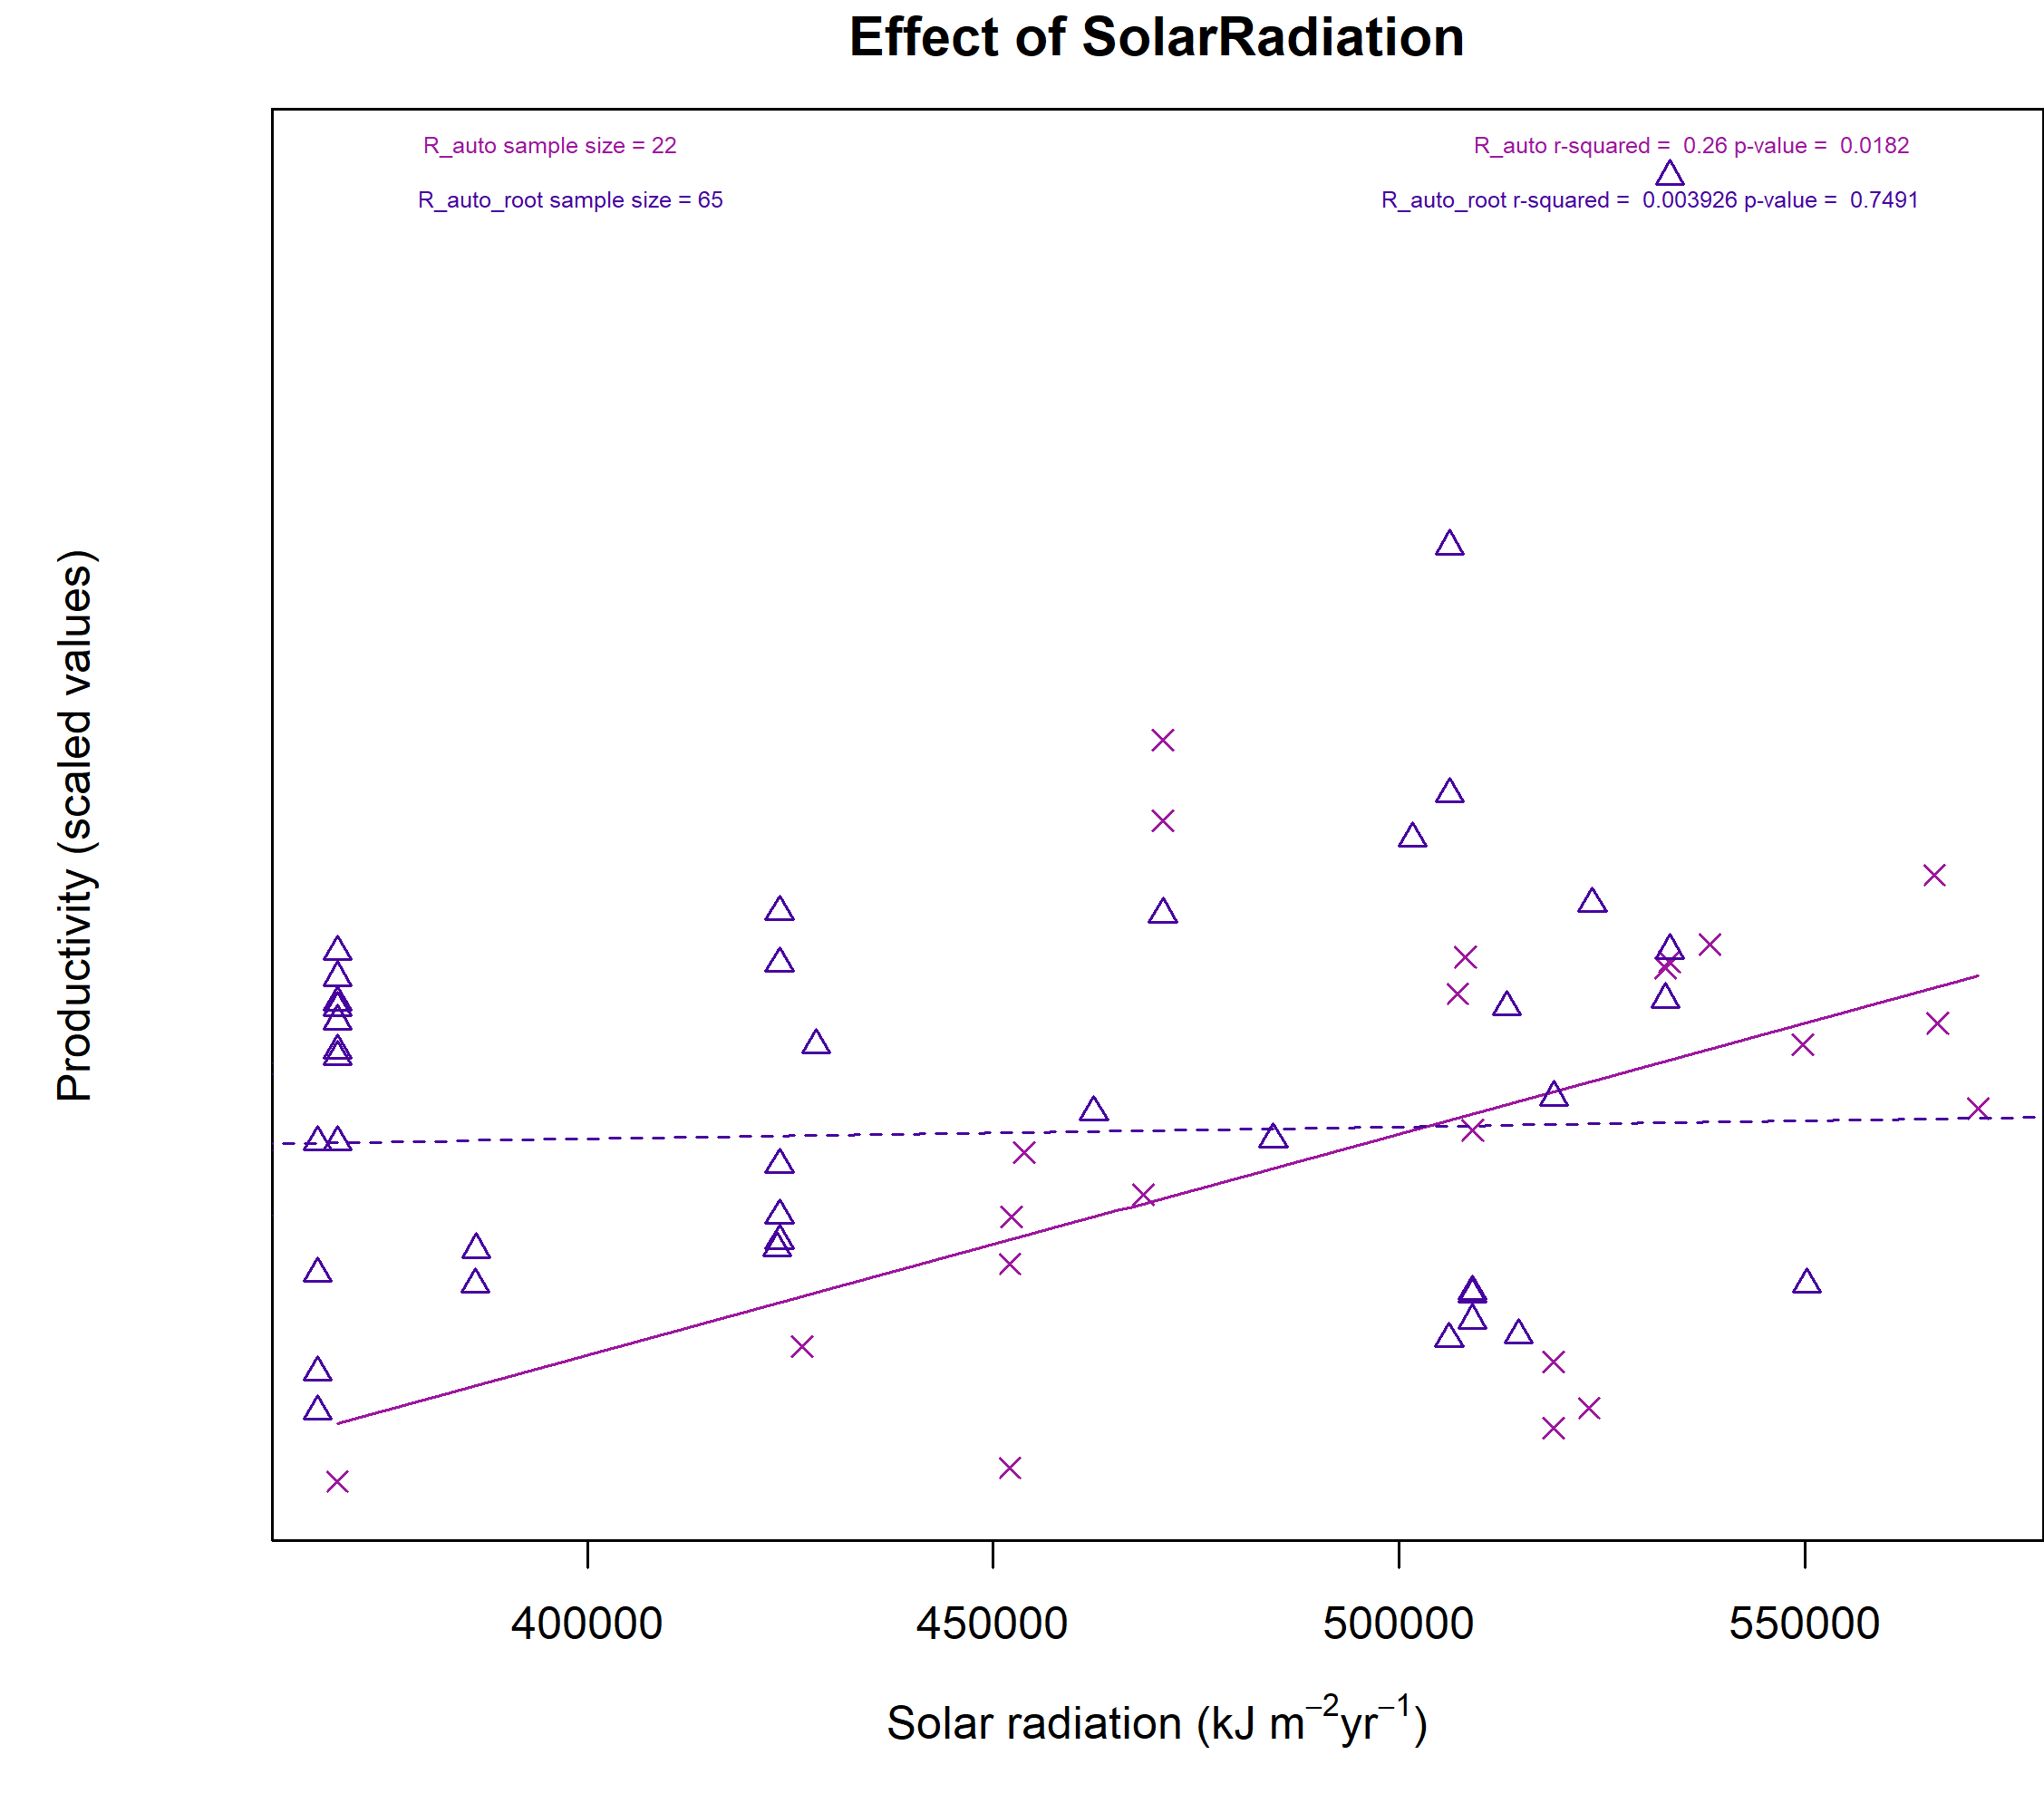 Effect of SolarRadiation
R_auto sample size = 22
R_auto r-squared = 0.26 p-value = 0.0182
R_auto_root sample size = 65
R_auto_root r-squared = 0.003926 p-value = 0.7491
Productivity (scaled values)
400000
450000
500000
550000
Solar radiation (kJ m⁻²yr⁻¹)